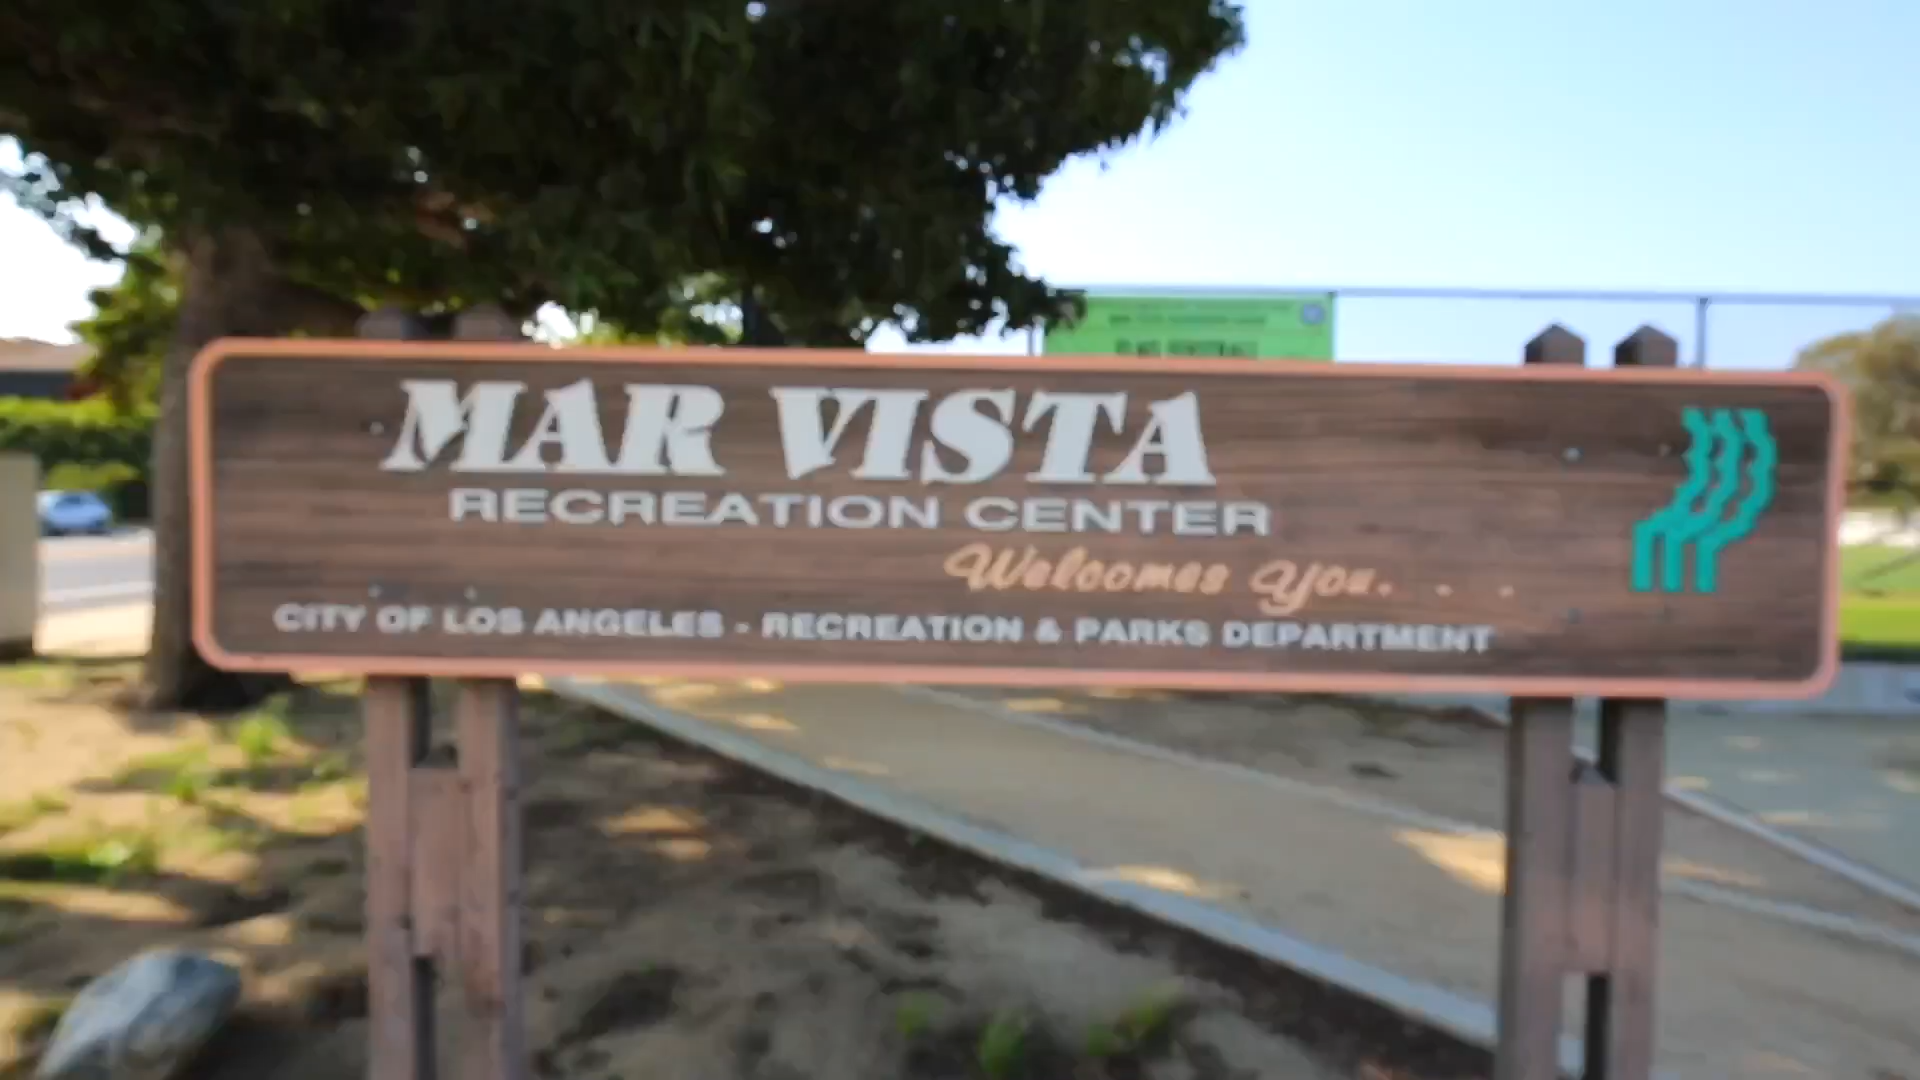 MAR VISTA
RECREATION CENTER
Welcomes You. . .
CITY OF LOS ANGELES - RECREATION & PARKS DEPARTMENT